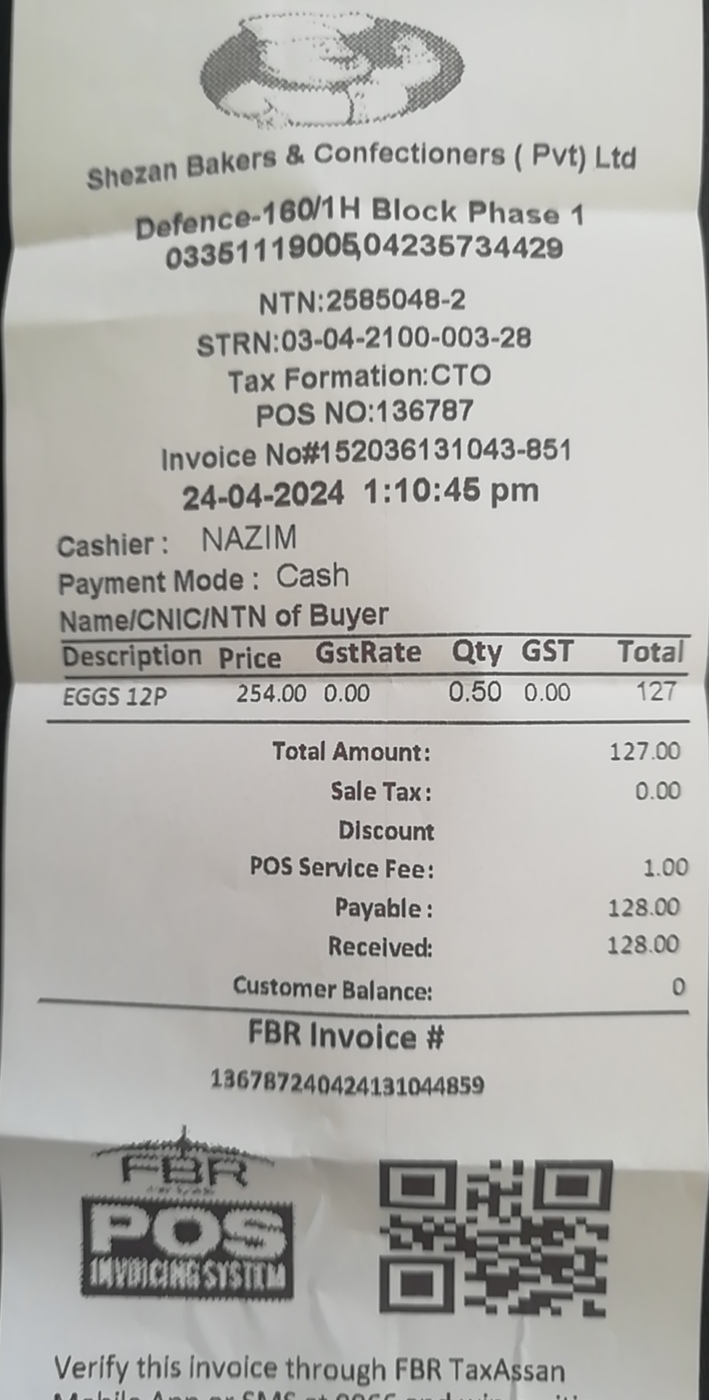 Shezan Bakers & Confectioners ( Pvt) Ltd
Defence-160/1H Block Phase 1
03351119005,04235734429
NTN:2585048-2
STRN:03-04-2100-003-28
Tax Formation:CTO
POS NO:136787
Invoice No#152036131043-851
24-04-2024 1:10:45 pm
Cashier : NAZIM
Payment Mode : Cash
Name/CNIC/NTN of Buyer
Description Price GstRate Qty GST Total
EGGS 12P 254.00 0.00 0.50 0.00 127
Total Amount: 127.00
Sale Tax: 0.00
Discount
POS Service Fee: 1.00
Payable: 128.00
Received: 128.00
Customer Balance: 0
FBR Invoice #
136787240424131044859
FBR
POS
INVOICING SYSTEM
Verify this invoice through FBR TaxAssan